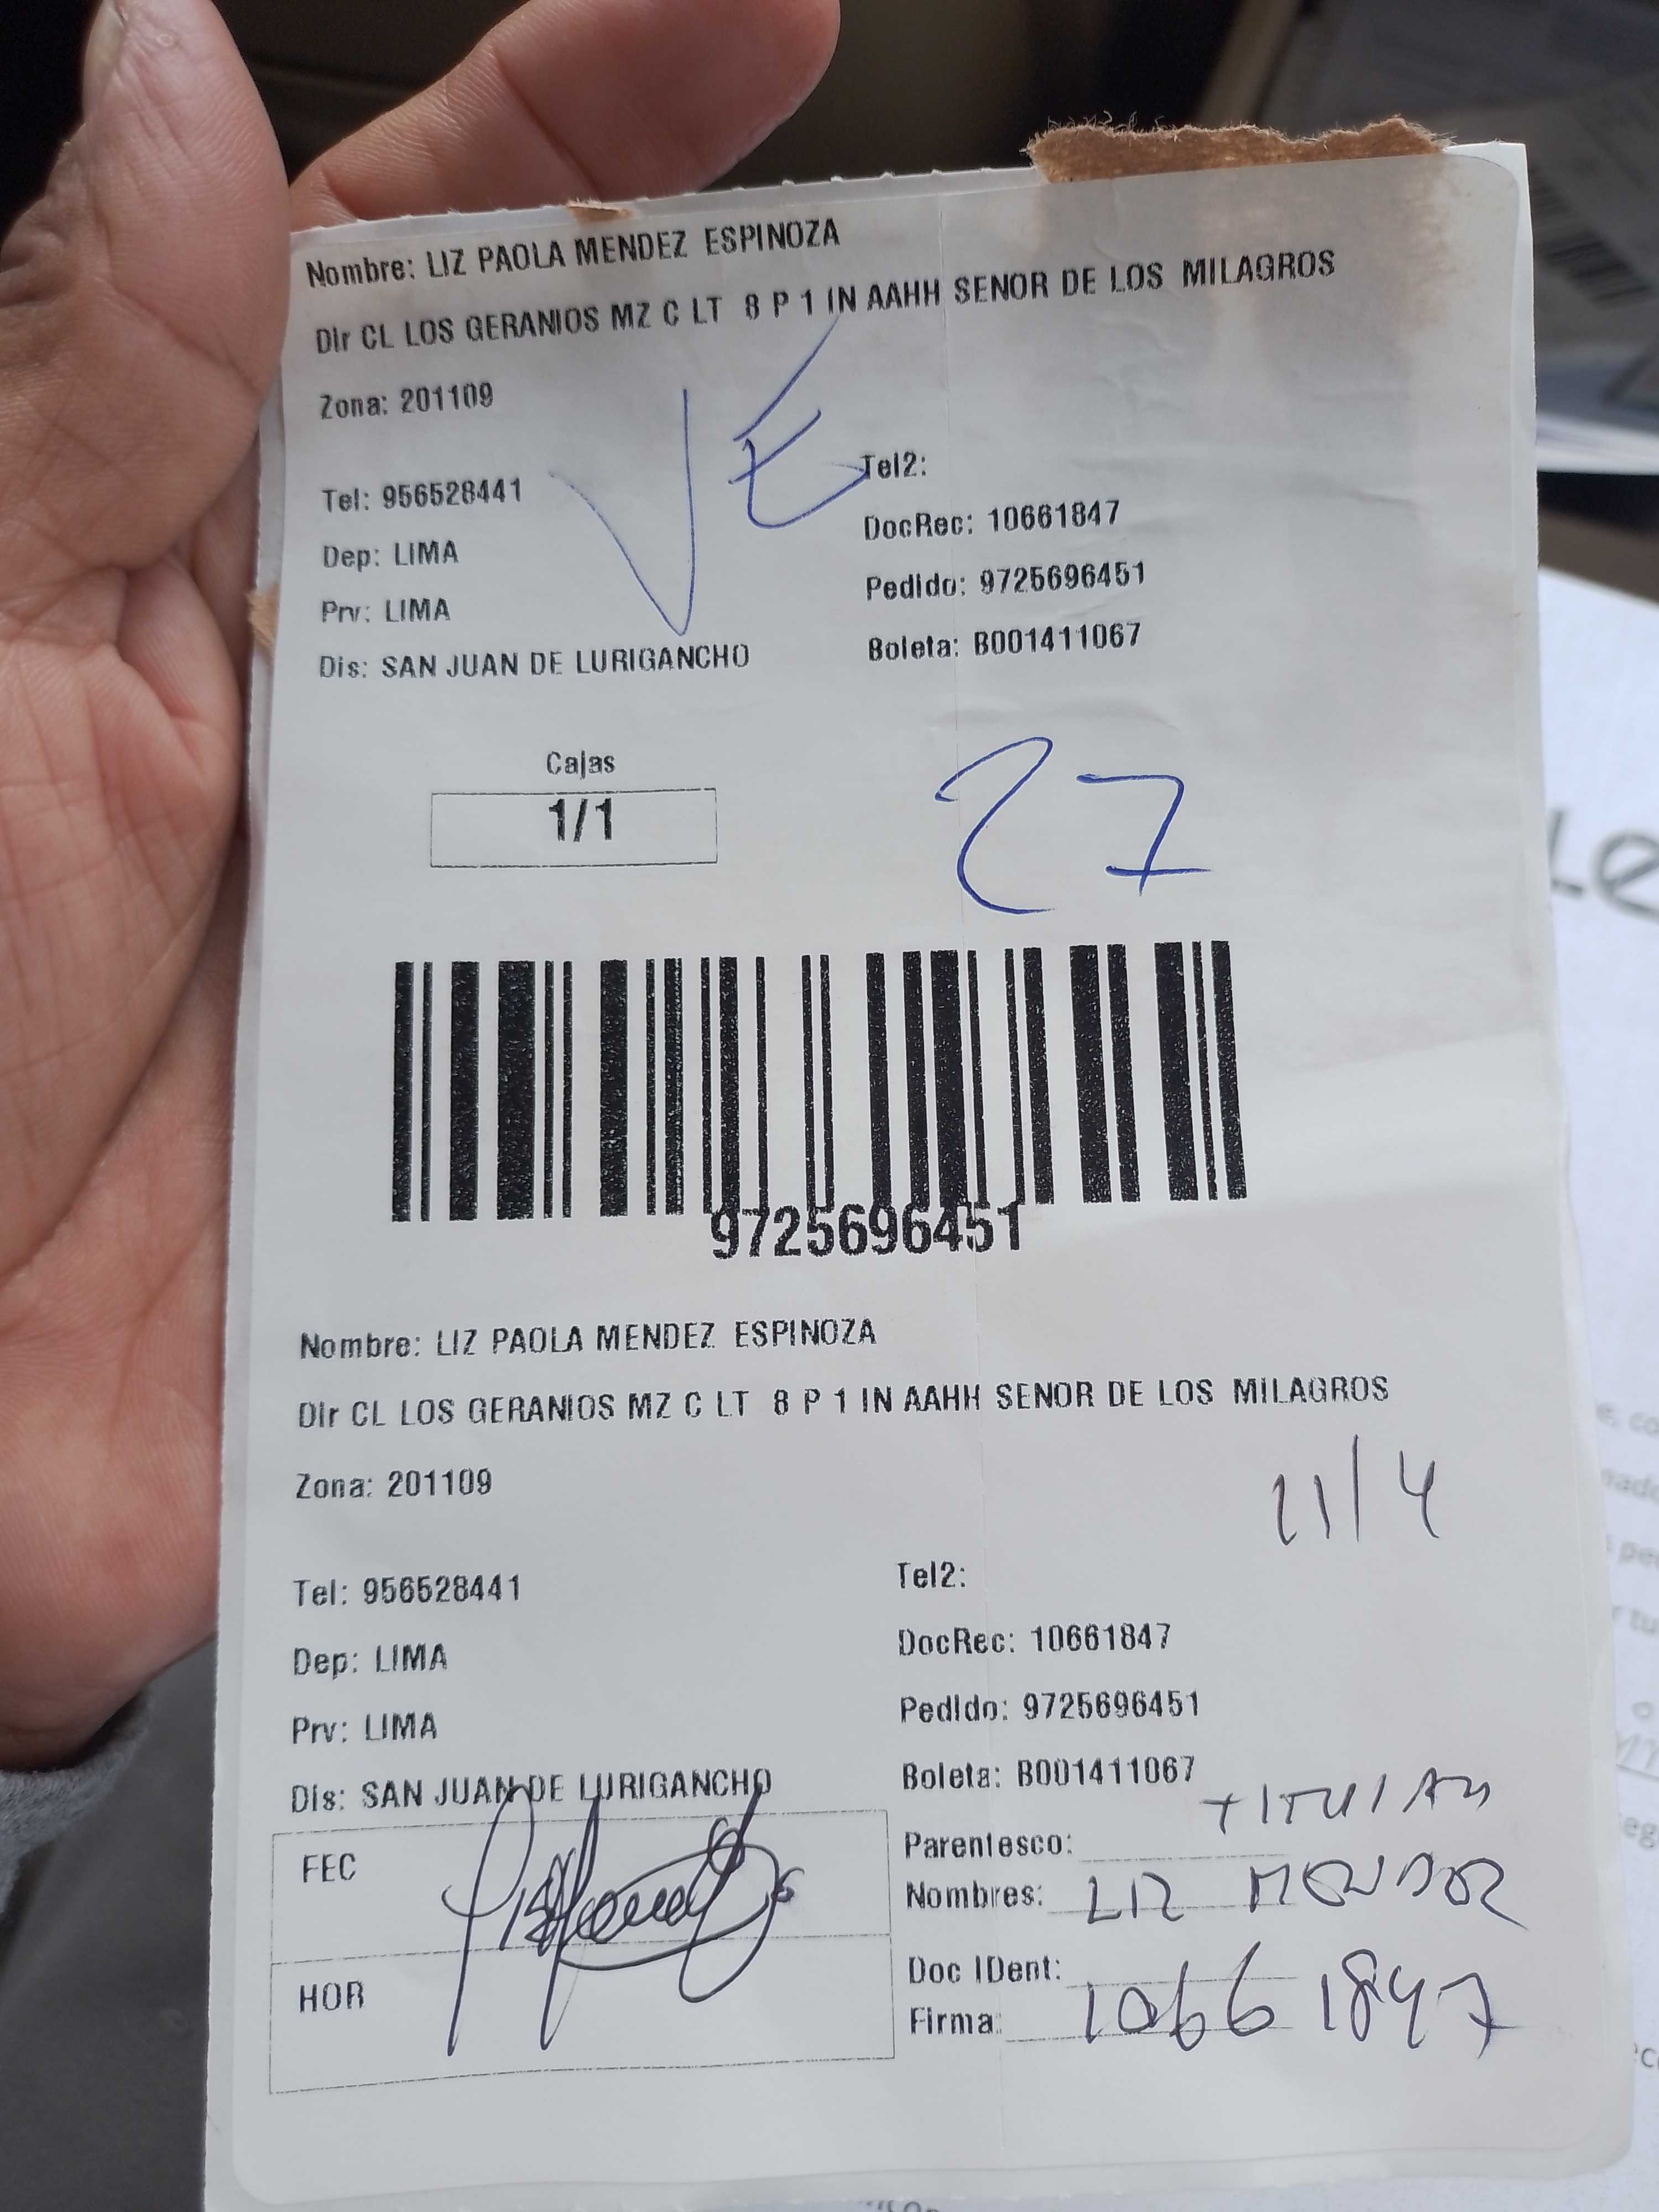 Nombre: LIZ PAOLA MENDEZ ESPINOZA
Dir CL LOS GERANIOS MZ C LT 8 P 1 IN AAHH SENOR DE LOS MILAGROS
Zona: 201109
VE
Tel: 956528441 Tel2:
DocRec: 10661847
Dep: LIMA
Pedido: 9725696451
Prv: LIMA
Boleta: B001411067
Dis: SAN JUAN DE LURIGANCHO
Cajas
1/1
27
9725696451
Nombre: LIZ PAOLA MENDEZ ESPINOZA
Dir CL LOS GERANIOS MZ C LT 8 P 1 IN AAHH SENOR DE LOS MILAGROS
21/4
Zona: 201109
Tel: 956528441 Tel2:
Dep: LIMA DocRec: 10661847
Prv: LIMA Pedido: 9725696451
Dis: SAN JUAN DE LURIGANCHO Boleta: B001411067
FEC
HOR
Parentesco: TITULAR
Nombres: LIZ MENDEZ
Doc IDent: 10661847
Firma: